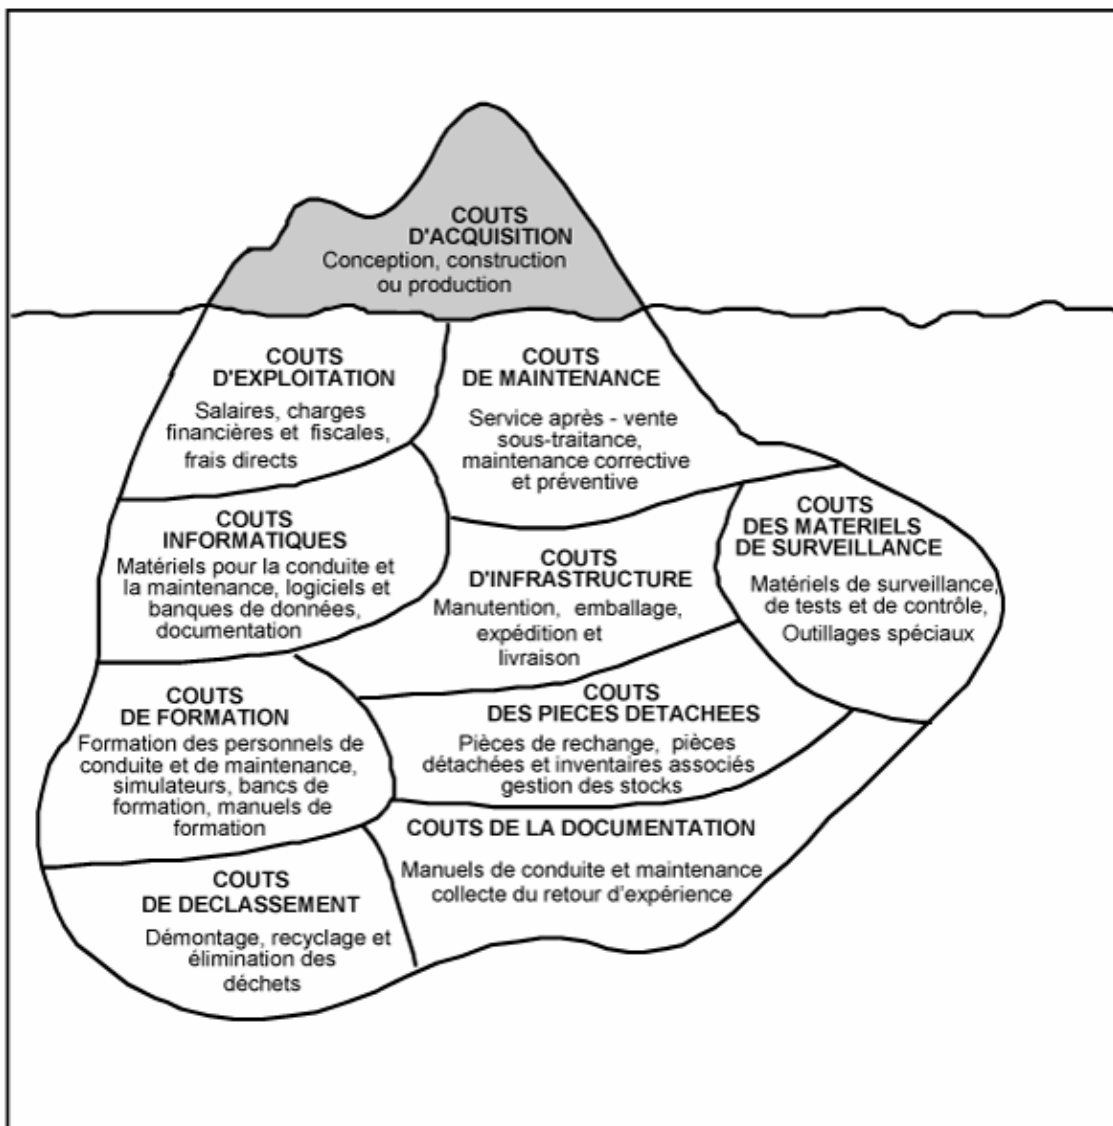 COUTS
D'ACQUISITION
Conception, construction
ou production
COUTS
D'EXPLOITATION
Salaires, charges
financières et fiscales,
frais directs
COUTS
DE MAINTENANCE
Service après - vente
sous-traitance,
maintenance corrective
et préventive
COUTS
INFORMATIQUES
Matériels pour la conduite et
la maintenance, logiciels et
banques de données,
documentation
COUTS
D'INFRASTRUCTURE
Manutention, emballage,
expédition et
livraison
COUTS
DES MATERIELS
DE SURVEILLANCE
Matériels de surveillance,
de tests et de contrôle,
Outillages spéciaux
COUTS
DE FORMATION
Formation des personnels de
conduite et de maintenance,
simulateurs, bancs de
formation, manuels de
formation
COUTS
DES PIECES DETACHEES
Pièces de rechange, pièces
détachées et inventaires associés
gestion des stocks
COUTS DE LA DOCUMENTATION
Manuels de conduite et maintenance
collecte du retour d'expérience
COUTS
DE DECLASSEMENT
Démontage, recyclage et
élimination des
déchets